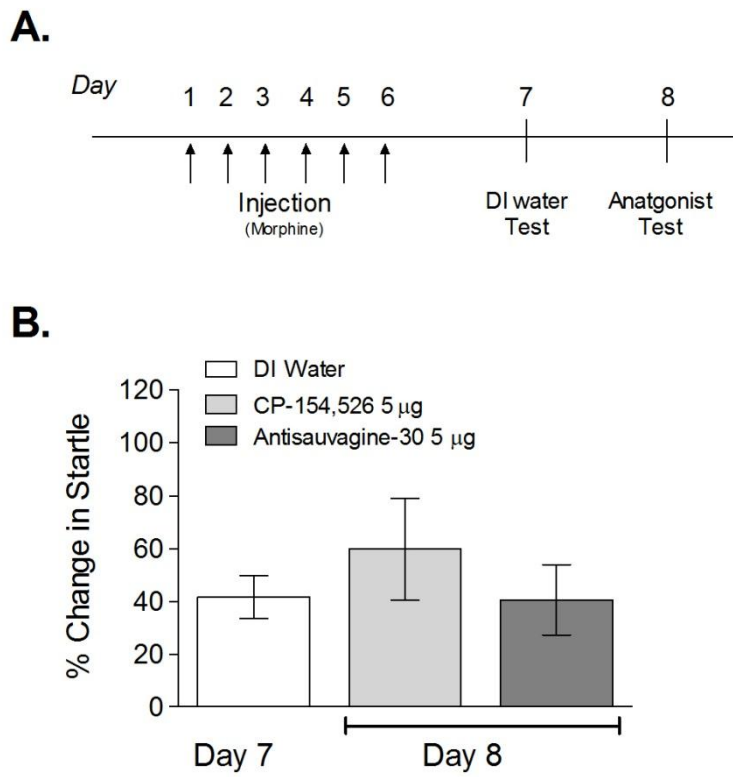 A.
Day 1 2 3 4 5 6 7 8
Injection
(Morphine)
DI water
Test
Anatgonist
Test
B.
DI Water
CP-154,526 5 μg
Antisauvagine-30 5 μg
% Change in Startle
120
100
80
60
40
20
0
Day 7
Day 8